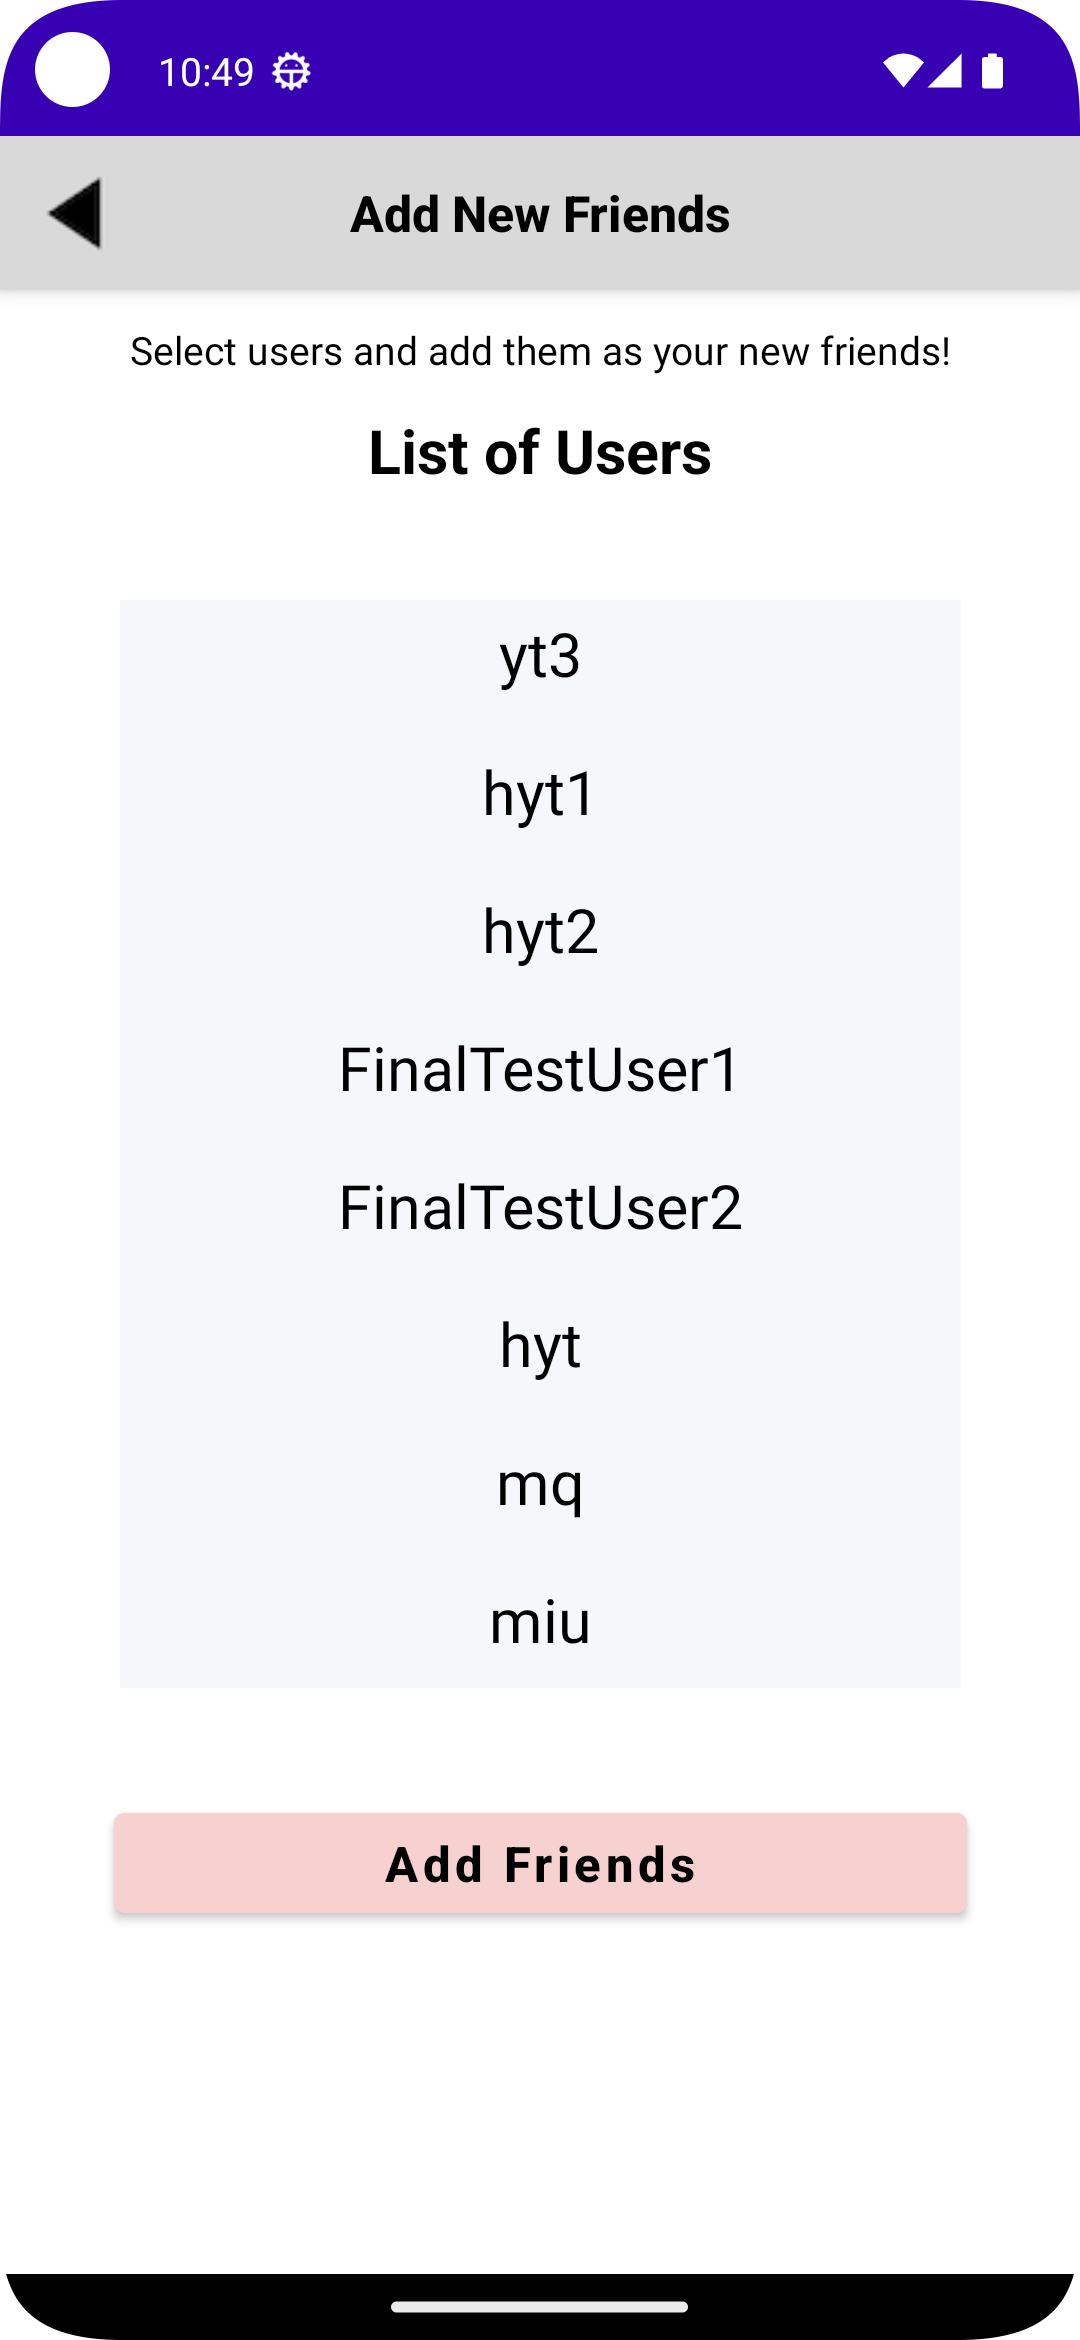 10:49
Add New Friends
Select users and add them as your new friends!
List of Users
yt3
hyt1
hyt2
FinalTestUser1
FinalTestUser2
hyt
mq
miu
Add Friends